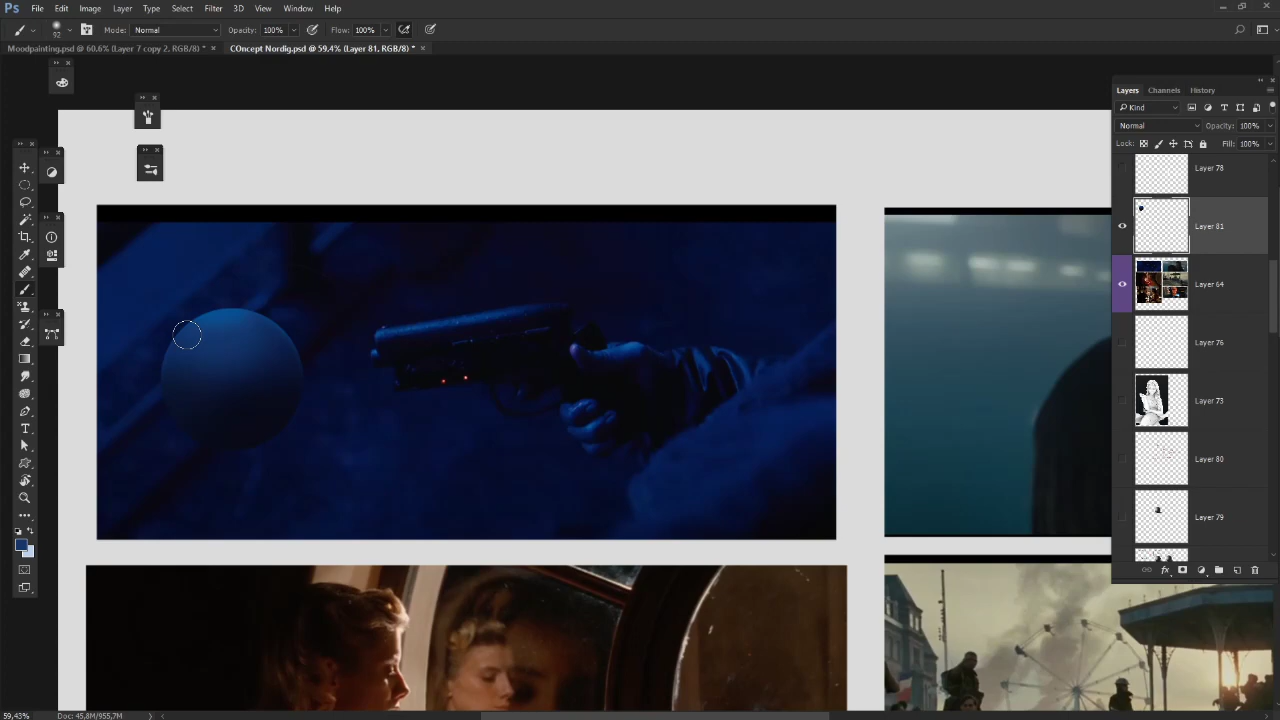 Ps File Edit Image Layer Type Select Filter 3D View Window Help
92 Mode: Normal Opacity: 100% Flow: 100%
Moodpainting.psd @ 60,6% (Layer 7 copy 2, RGB/8) * × COncept Nordig.psd @ 59,4% (Layer 81, RGB/8) * ×
Layers Channels History
Kind
Normal Opacity: 100%
Lock: Fill: 100%
Layer 78
Layer 81
Layer 64
Layer 76
Layer 73
Layer 80
Layer 79
fx
59,43% Doc: 45,8M/955,7M